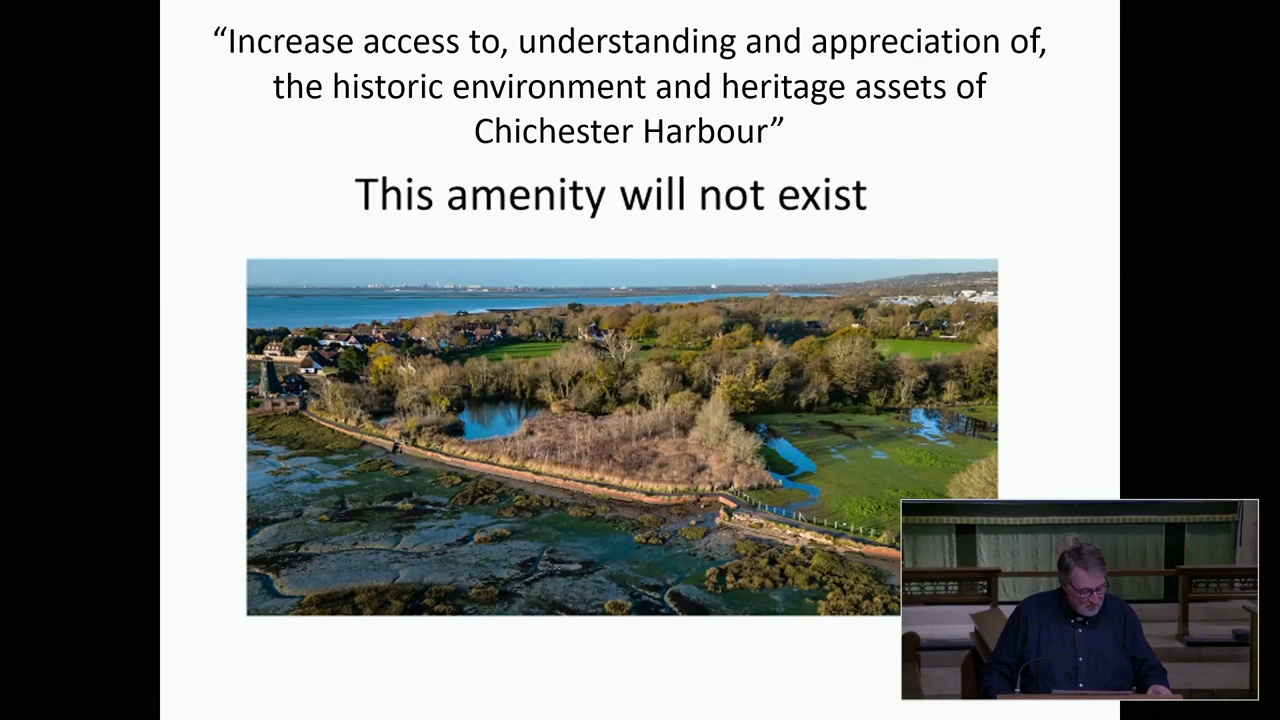 “Increase access to, understanding and appreciation of,
the historic environment and heritage assets of
Chichester Harbour”
This amenity will not exist